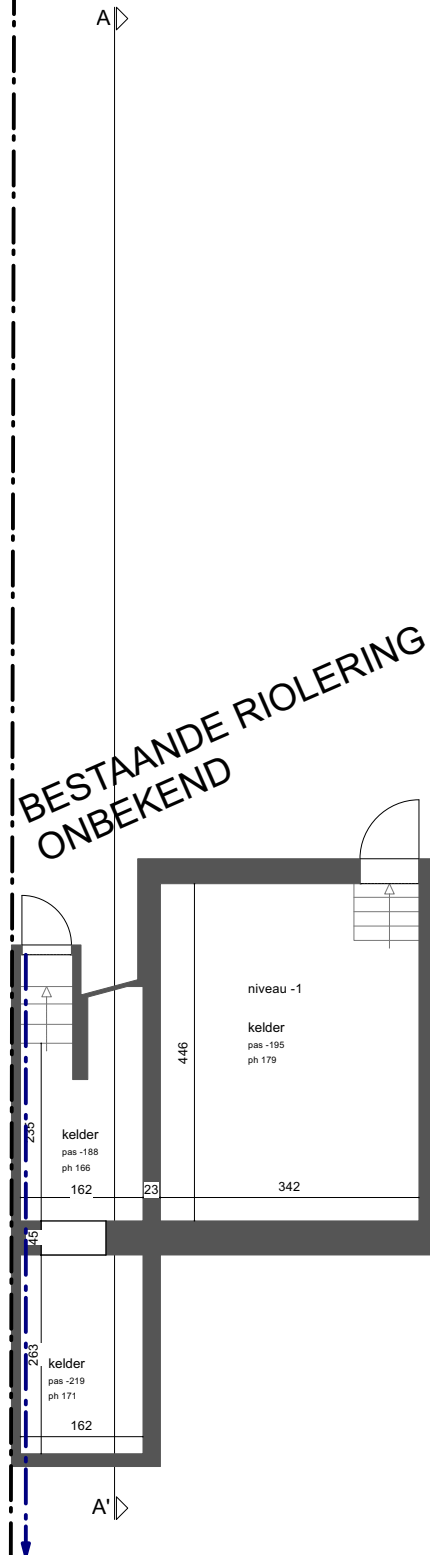 A
BESTAANDE RIOLERING
ONBEKEND
niveau -1
kelder
pas -195
ph 179
446
235
kelder
pas -188
ph 166
162
23
342
45
263
kelder
pas -219
ph 171
162
A'